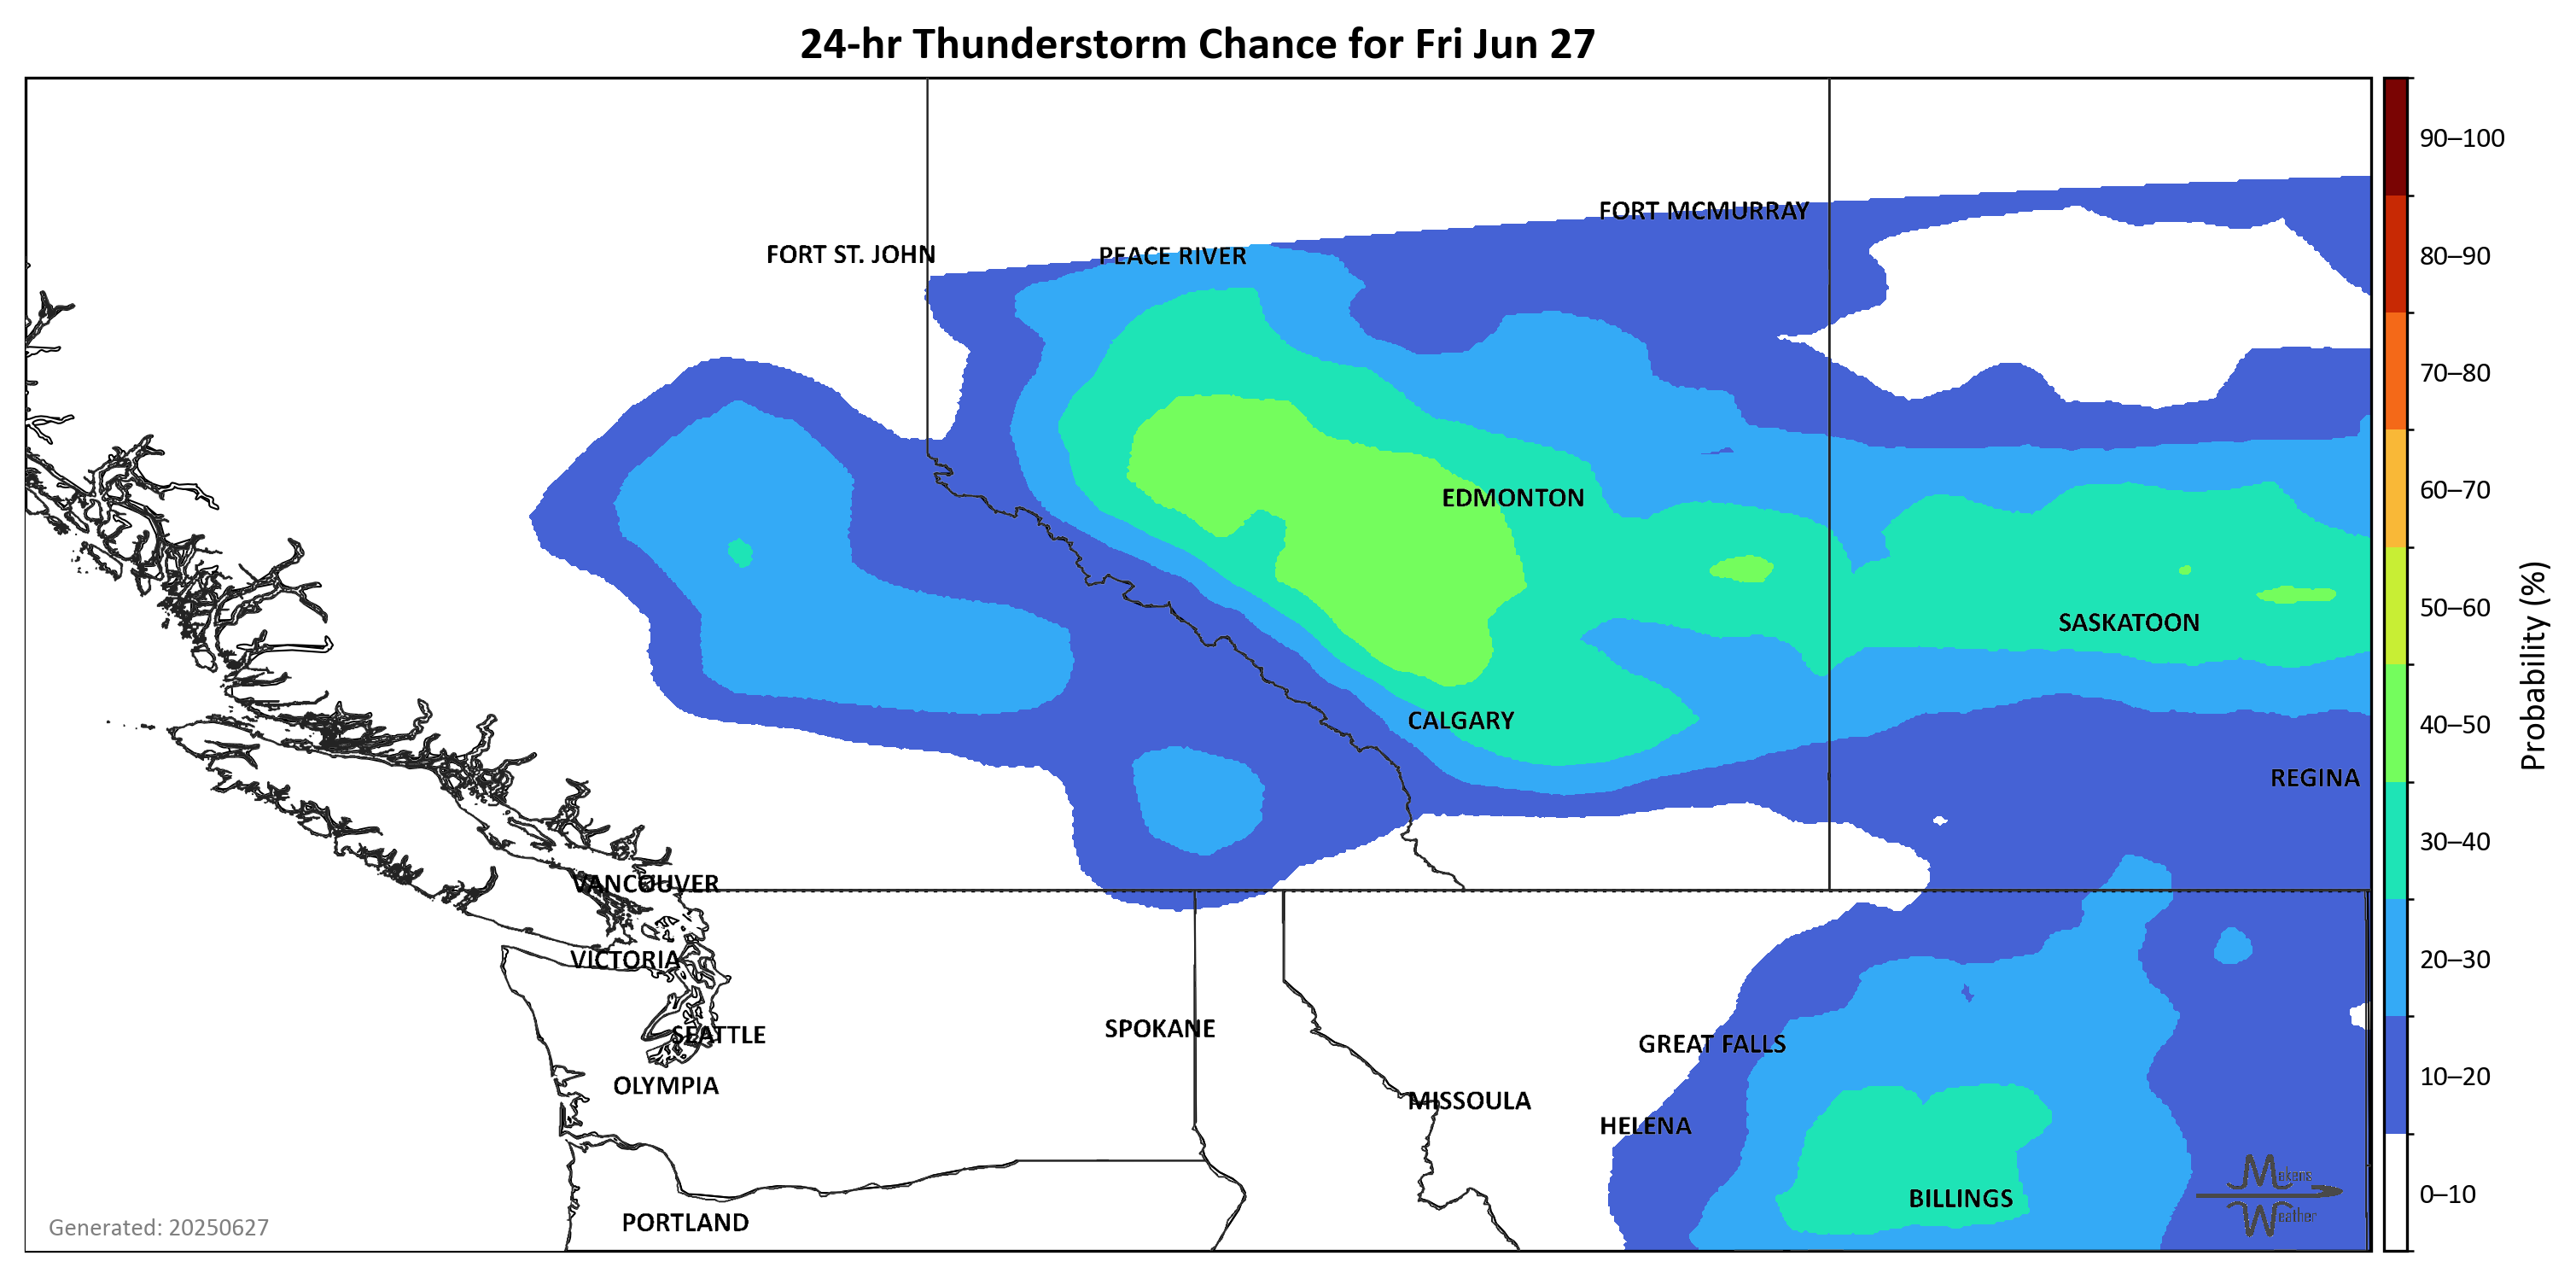 24-hr Thunderstorm Chance for Fri Jun 27
90–100
FORT MCMURRAY
FORT ST. JOHN
PEACE RIVER
80–90
70–80
EDMONTON
60–70
SASKATOON
50–60
CALGARY
40–50
REGINA
30–40
VANCOUVER
VICTORIA
20–30
SPOKANE
SEATTLE
GREAT FALLS
OLYMPIA
10–20
MISSOULA
HELENA
Mekens
Weather
BILLINGS
0–10
PORTLAND
Generated: 20250627
Probability (%)